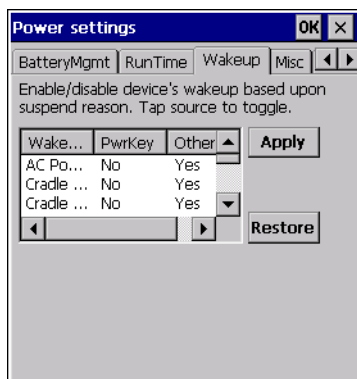 Power settings OK ×
BatteryMgmt RunTime Wakeup Misc
Enable/disable device's wakeup based upon
suspend reason. Tap source to toggle.
Wake... PwrKey Other
AC Po... No Yes
Cradle ... No Yes
Cradle ... No Yes
Apply
Restore